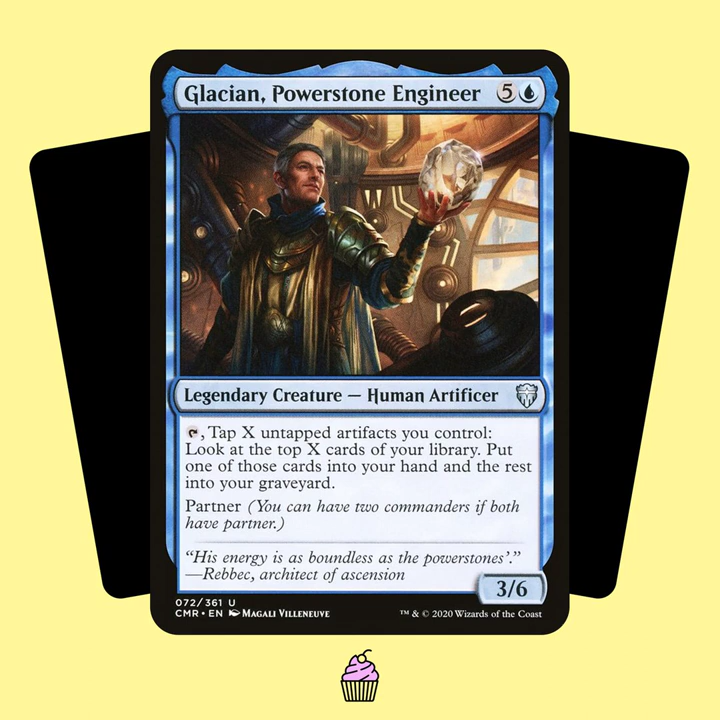 Glacian, Powerstone Engineer 5
Legendary Creature — Human Artificer
, Tap X untapped artifacts you control:
Look at the top X cards of your library. Put
one of those cards into your hand and the rest
into your graveyard.
Partner (You can have two commanders if both
have partner.)
“His energy is as boundless as the powerstones’.”
—Rebbec, architect of ascension
3/6
072/361 U
CMR • EN Magali Villeneuve ™ & © 2020 Wizards of the Coast